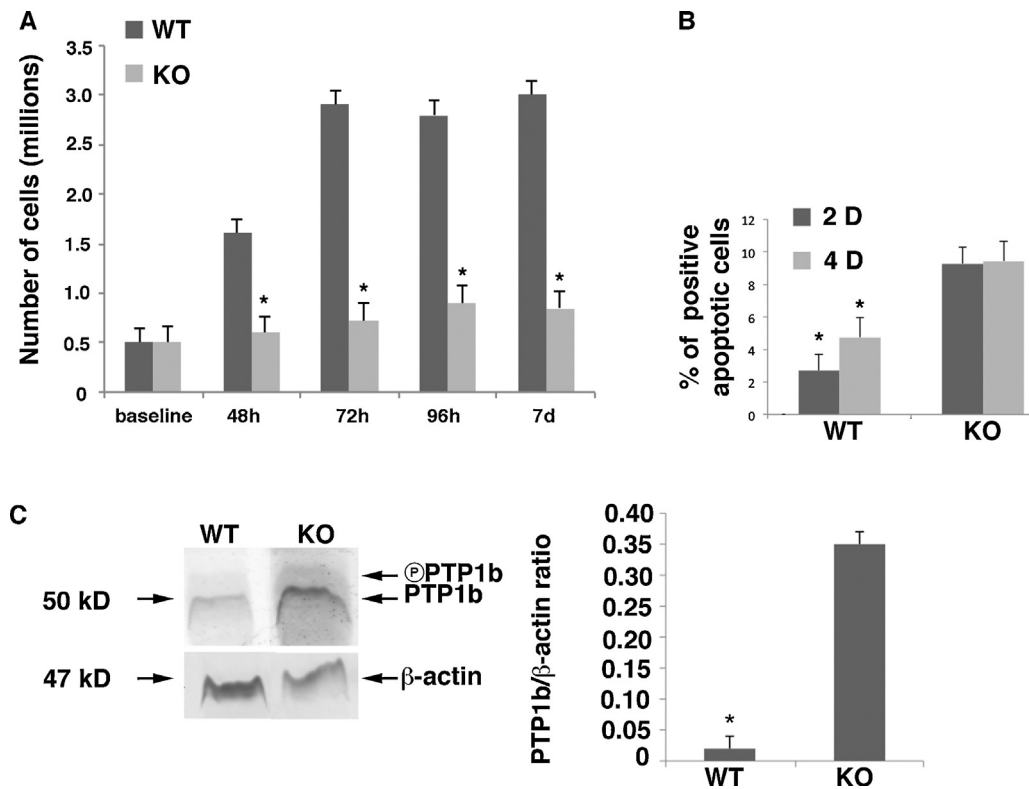 A
WT
KO
Number of cells (millions)
3.5
3.0
2.5
2.0
1.5
1.0
0.5
0
*
*
*
*
baseline 48h 72h 96h 7d
B
2 D
4 D
% of positive
apoptotic cells
12
10
8
6
4
2
0
*
*
WT KO
C
WT KO
50 kD
ⓅPTP1b
PTP1b
47 kD
β-actin
PTP1b/β-actin ratio
0.40
0.35
0.30
0.25
0.20
0.15
0.10
0.05
0
*
WT KO